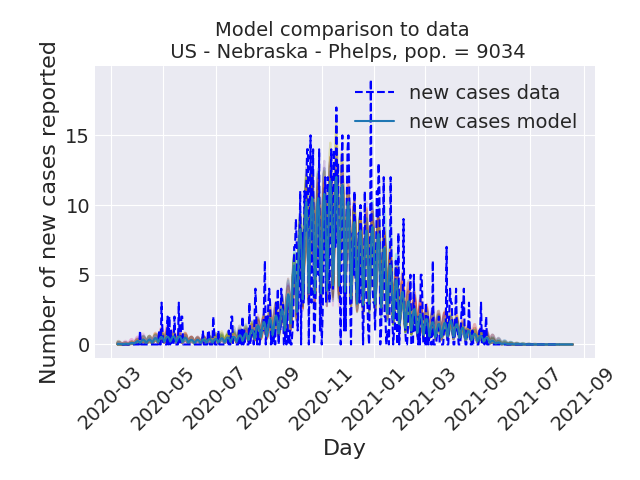 Model comparison to data
US - Nebraska - Phelps, pop. = 9034
new cases data
new cases model
Number of new cases reported
15
10
5
0
2020-03
2020-05
2020-07
2020-09
2020-11
2021-01
2021-03
2021-05
2021-07
2021-09
Day